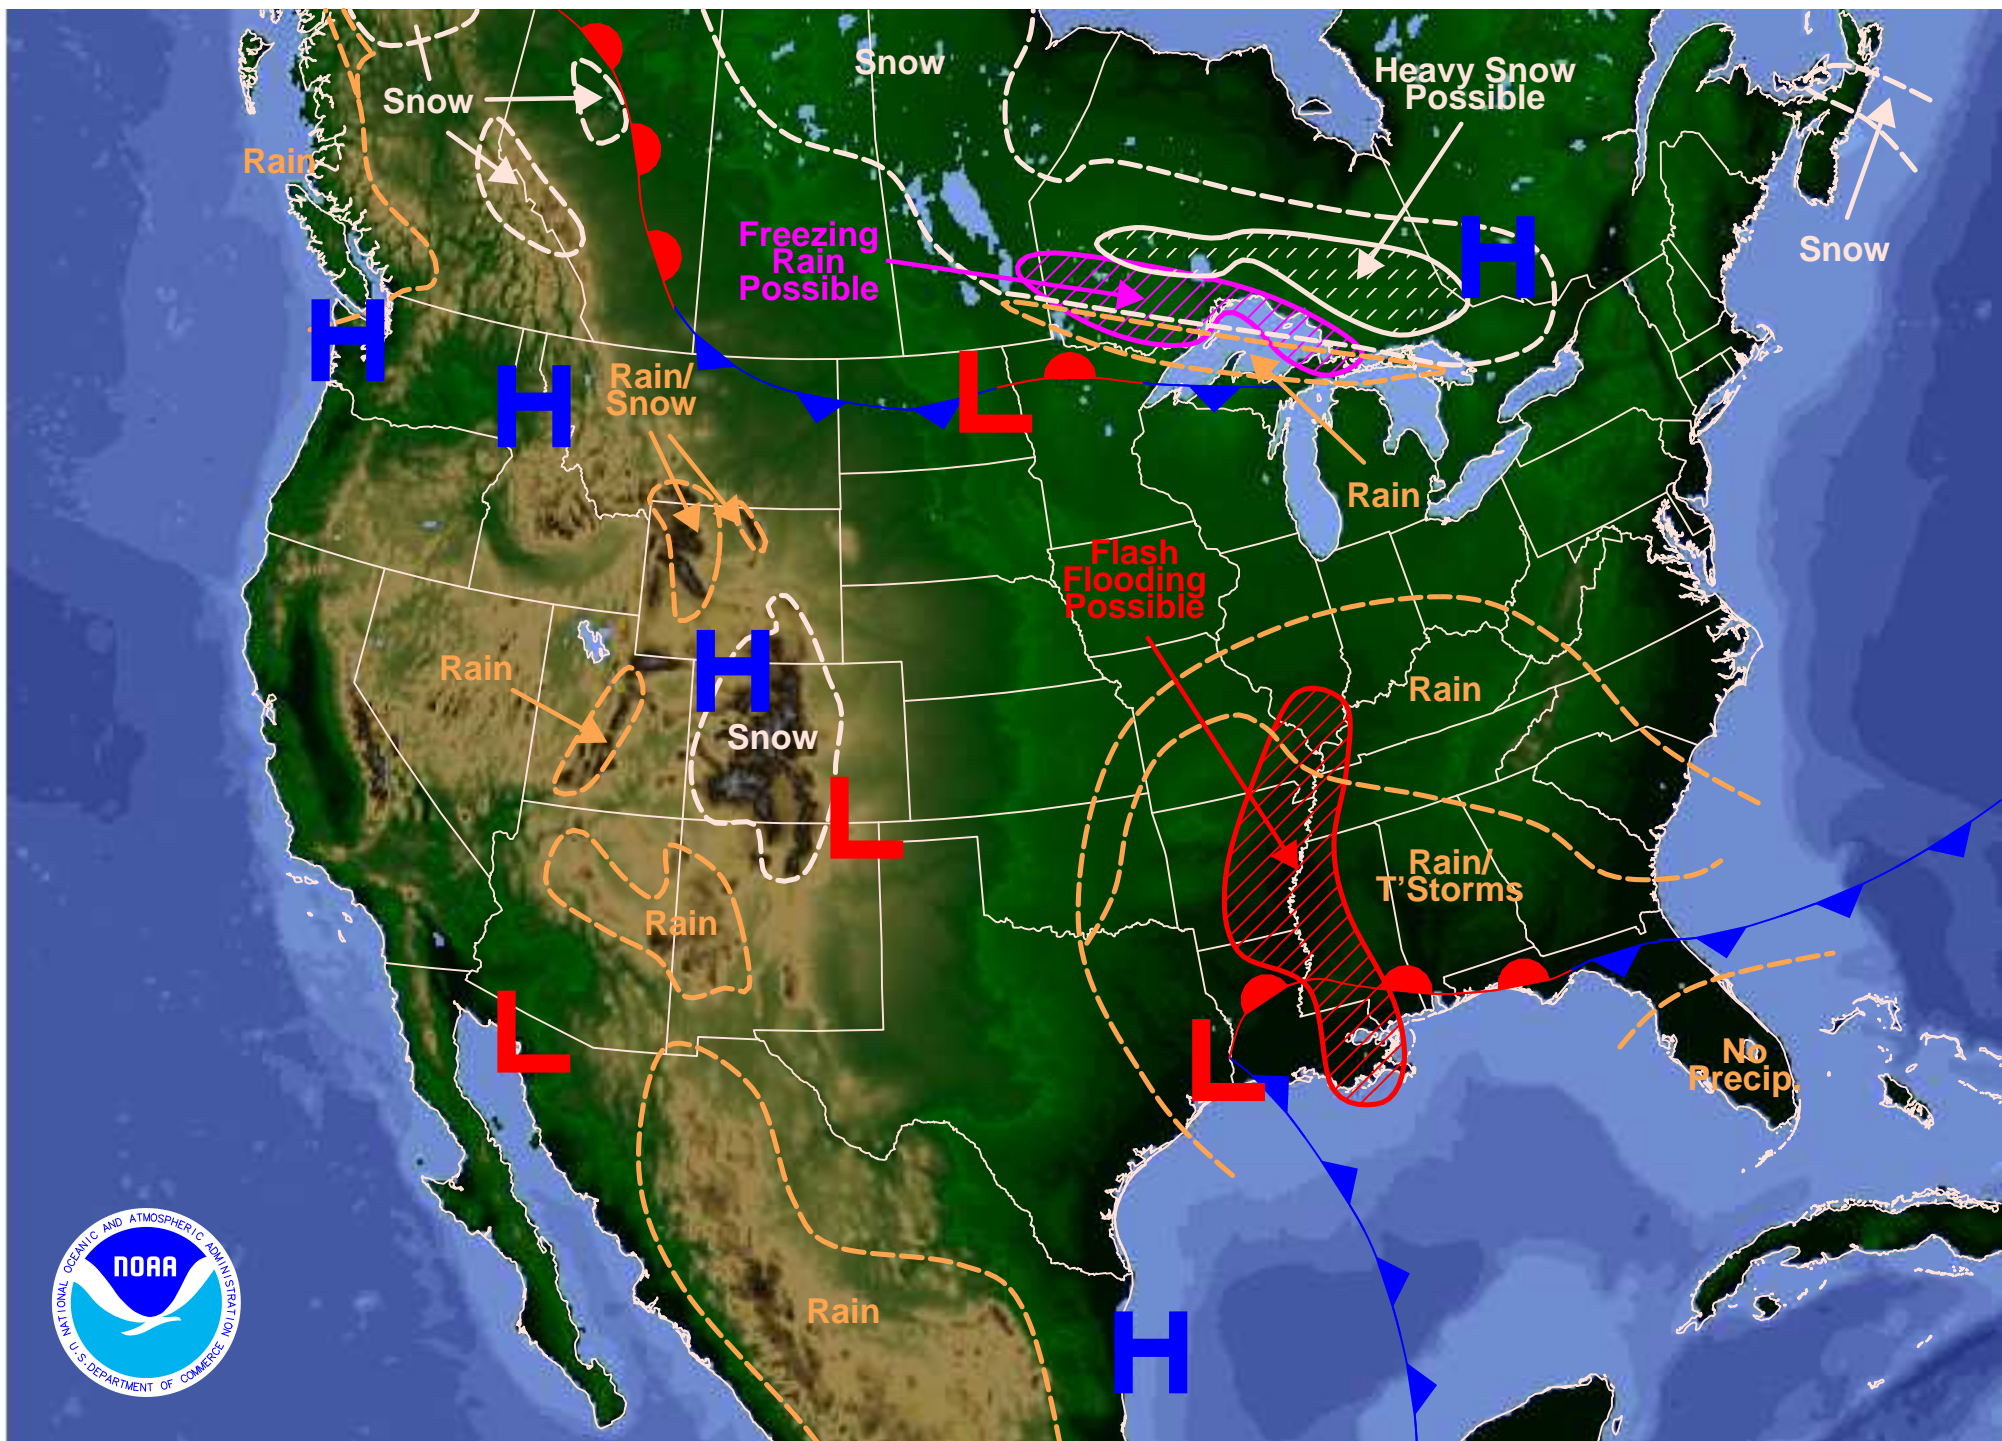 Snow
Heavy Snow
Possible
Snow
Rain
Freezing
Rain
Possible
Snow
H
H
H
H
Rain/
Snow
L
Rain
Flash
Flooding
Possible
Rain
H
Rain
Snow
L
Rain/
T'Storms
Rain
L
L
No
Precip.
Rain
H
NATIONAL OCEANIC AND ATMOSPHERIC ADMINISTRATION
NOAA
U.S. DEPARTMENT OF COMMERCE